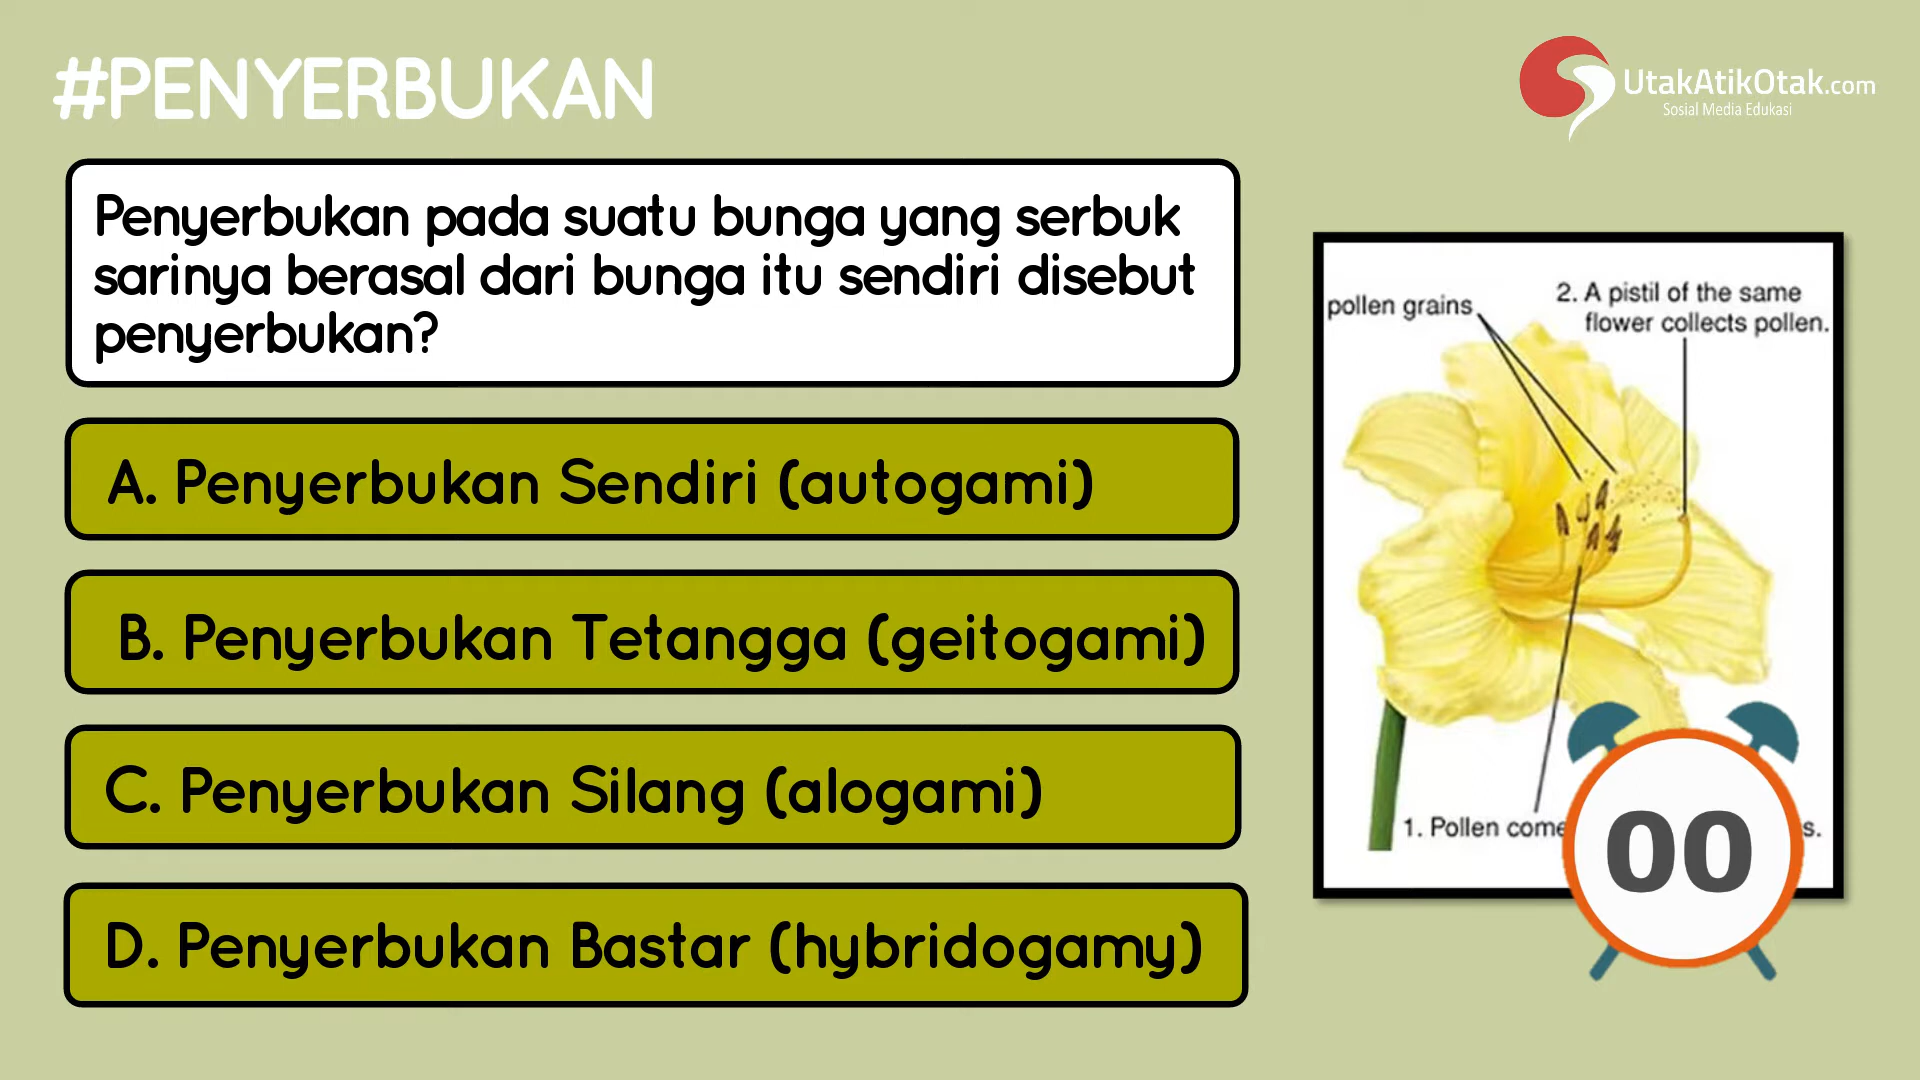 #PENYERBUKAN
UtakAtikOtak.com
Sosial Media Edukasi
Penyerbukan pada suatu bunga yang serbuk
sarinya berasal dari bunga itu sendiri disebut
penyerbukan?
A. Penyerbukan Sendiri (autogami)
B. Penyerbukan Tetangga (geitogami)
C. Penyerbukan Silang (alogami)
D. Penyerbukan Bastar (hybridogamy)
pollen grains
2. A pistil of the same
flower collects pollen.
1. Pollen come
s.
00